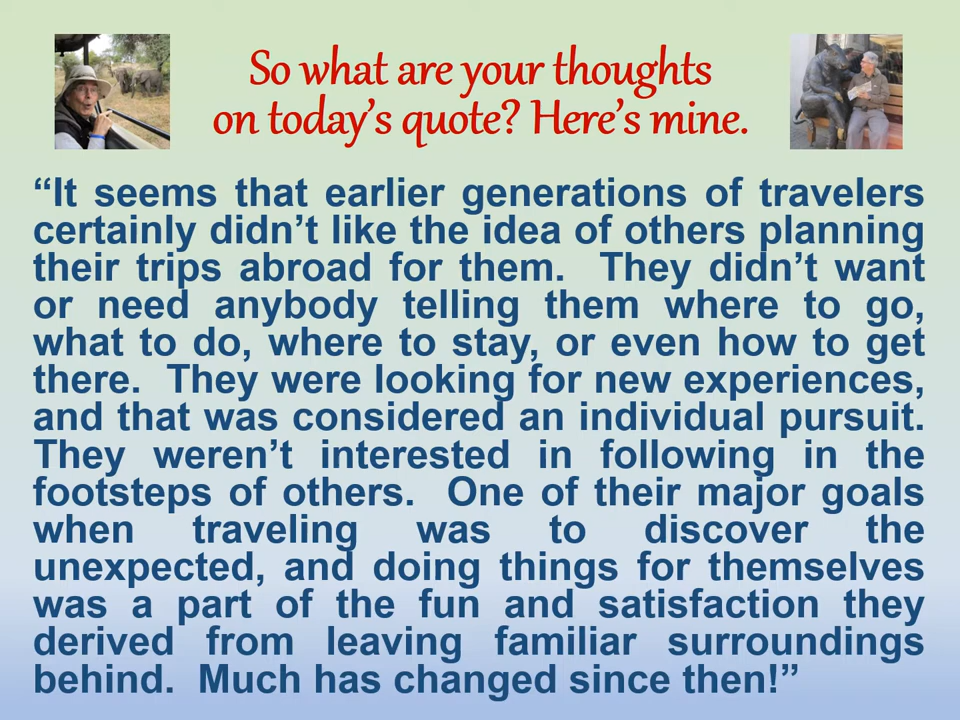 So what are your thoughts
on today’s quote? Here’s mine.
“It seems that earlier generations of travelers
certainly didn’t like the idea of others planning
their trips abroad for them.  They didn’t want
or need anybody telling them where to go,
what to do, where to stay, or even how to get
there.  They were looking for new experiences,
and that was considered an individual pursuit.
They weren’t interested in following in the
footsteps of others.  One of their major goals
when traveling was to discover the
unexpected, and doing things for themselves
was a part of the fun and satisfaction they
derived from leaving familiar surroundings
behind.  Much has changed since then!”